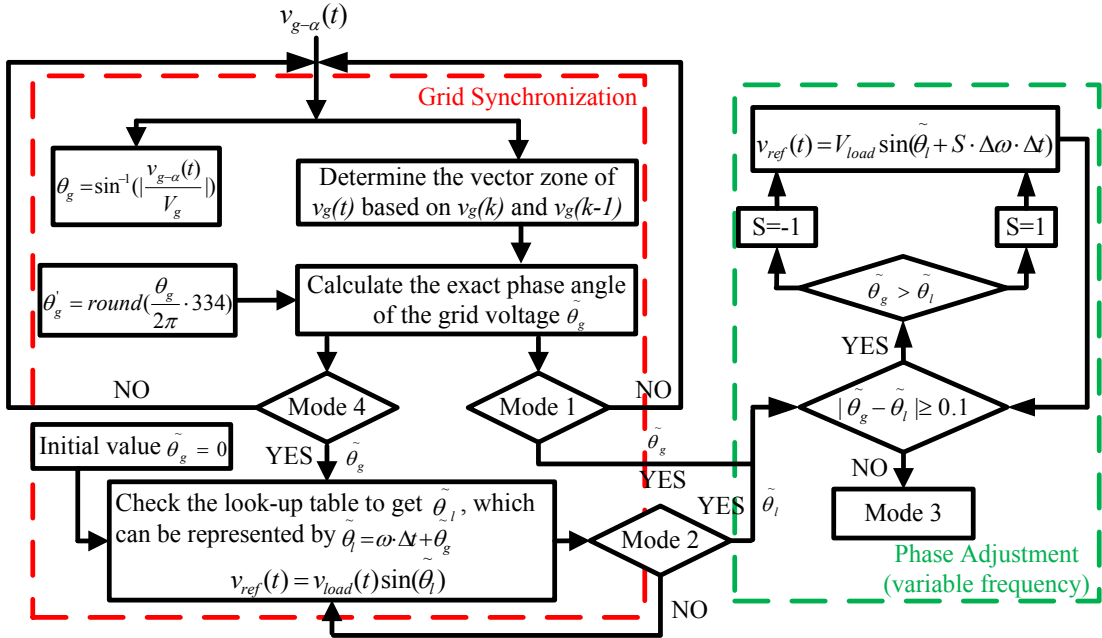 v_{g-α}(t)
Grid Synchronization
θ_g = sin⁻¹(|v_{g-α}(t)/V_g|)
Determine the vector zone of
v_g(t) based on v_g(k) and v_g(k-1)
θ'_g = round(θ_g/2π · 334)
Calculate the exact phase angle
of the grid voltage θ̃_g
NO
Mode 4
Mode 1
NO
Initial value θ̃_g = 0
YES
θ̃_g
θ̃_g
YES
Check the look-up table to get θ̃_l, which
can be represented by θ̃_l = ω·Δt+θ̃_g
v_ref(t) = v_load(t)sin(θ̃_l)
Mode 2
YES
θ̃_l
NO
v_ref(t) = V_load sin(θ̃_l + S · Δω · Δt)
S=-1
S=1
θ̃_g > θ̃_l
YES
| θ̃_g - θ̃_l |≥ 0.1
NO
Mode 3
Phase Adjustment
(variable frequency)